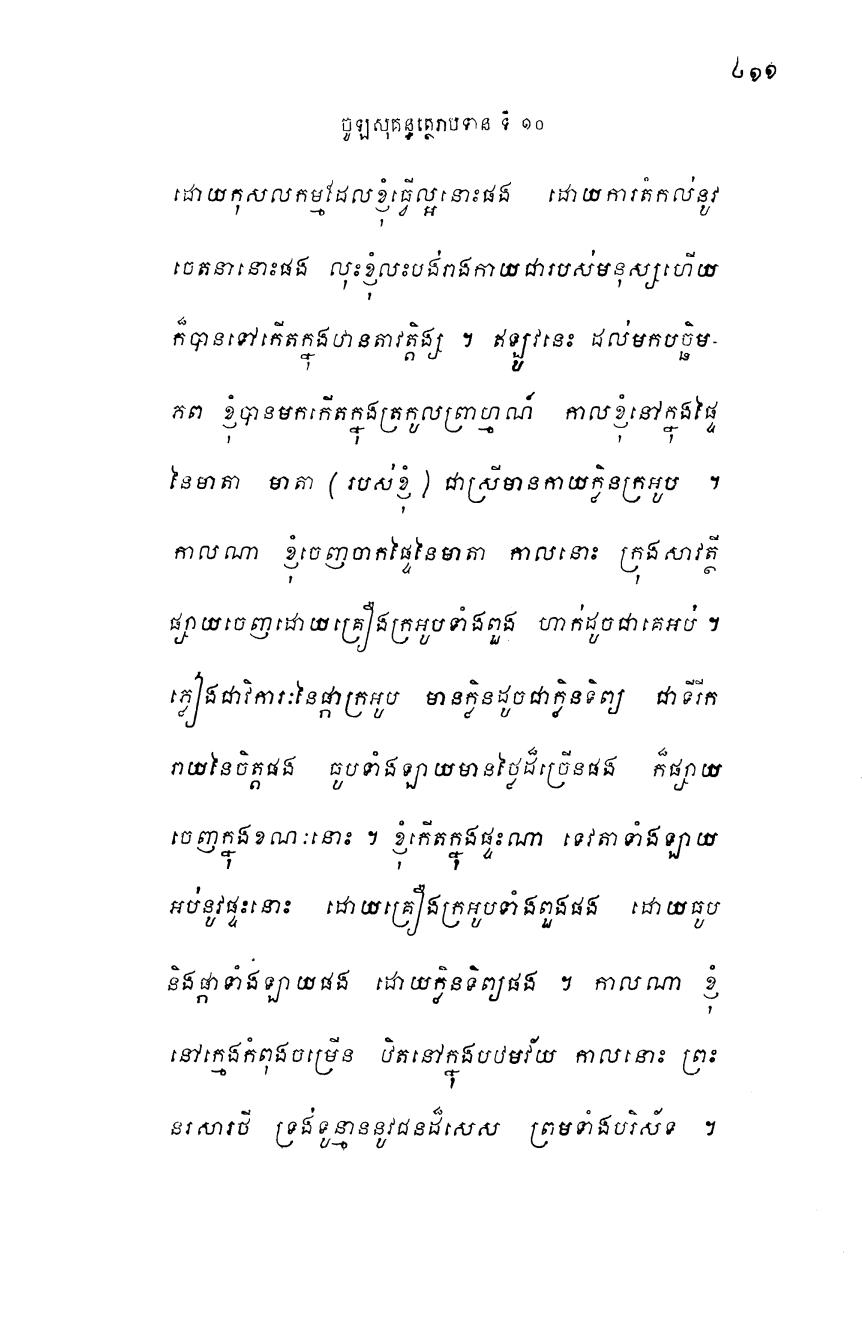 ៤១១
ចូឡសុគន្ធត្ថេរាបទាន ទី ១០
ដោយកុសលកម្មដែលខ្ញុំធ្វើល្អនោះផង ដោយការតំកល់នូវ
ចេតនានោះផង លុះខ្ញុំលះបង់រាងកាយជារបស់មនុស្សហើយ
ក៏បានទៅកើតក្នុងឋានតាវត្តិង្ស ។ ឥឡូវនេះ ដល់មកបច្ឆិម-
ភព ខ្ញុំបានមកកើតក្នុងត្រកូលព្រាហ្មណ៍ កាលខ្ញុំនៅក្នុងផ្ទៃ
នៃមាតា មាតា (របស់ខ្ញុំ) ជាស្រីមានកាយក្លិនក្រអូប ។
កាលណា ខ្ញុំចេញចាកផ្ទៃនៃមាតា កាលនោះ ក្រុងសាវត្ថី
ផ្សាយចេញដោយគ្រឿងក្រអូបទាំងពួង ហាក់ដូចជាគេអប់ ។
ភ្លៀងជាវិការៈនៃផ្កាក្រអូប មានក្លិនដូចជាក្លិនទិព្យ ជាទីរីក
រាយនៃចិត្តផង ធូបទាំងឡាយមានថ្លៃដ៏ច្រើនផង ក៏ផ្សាយ
ចេញក្នុងខណៈនោះ ។ ខ្ញុំកើតក្នុងផ្ទះណា ទេវតាទាំងឡាយ
អប់នូវផ្ទះនោះ ដោយគ្រឿងក្រអូបទាំងពួងផង ដោយធូប
និងផ្កាទាំងឡាយផង ដោយក្លិនទិព្យផង ។ កាលណា ខ្ញុំ
នៅក្មេងកំពុងចម្រើន ឋិតនៅក្នុងបឋមវ័យ កាលនោះ ព្រះ
នរសារថី ទ្រង់ទូន្មាននូវជនដ៏សេស ព្រមទាំងបរិស័ទ ។